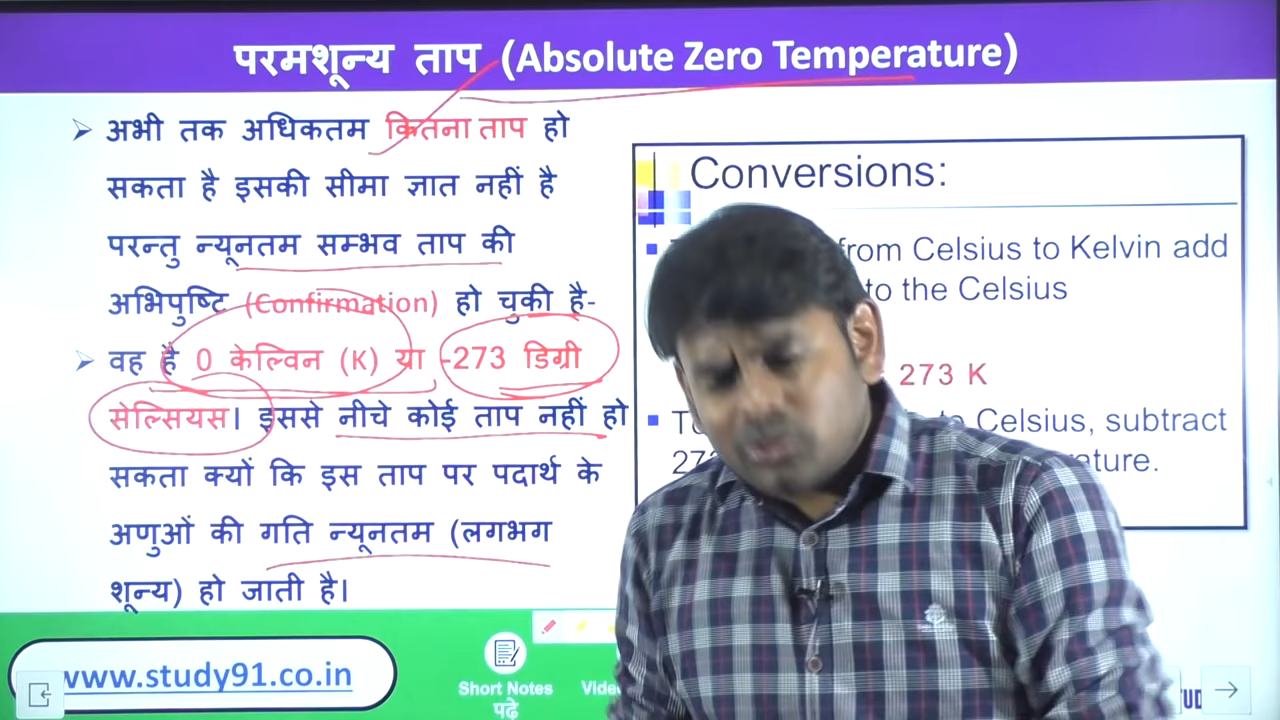 परमशून्य ताप (Absolute Zero Temperature)
अभी तक अधिकतम कितना ताप हो
सकता है इसकी सीमा ज्ञात नहीं है
परन्तु न्यूनतम सम्भव ताप की
अभिपुष्टि (Confirmation) हो चुकी है-
वह है 0 केल्विन (K) या -273 डिग्री
सेल्सियस। इससे नीचे कोई ताप नहीं हो
सकता क्यों कि इस ताप पर पदार्थ के
अणुओं की गति न्यूनतम (लगभग
शून्य) हो जाती है।
Conversions:
from Celsius to Kelvin add
to the Celsius
273 K
to Celsius, subtract
www.study91.co.in
Short Notes
पढ़े